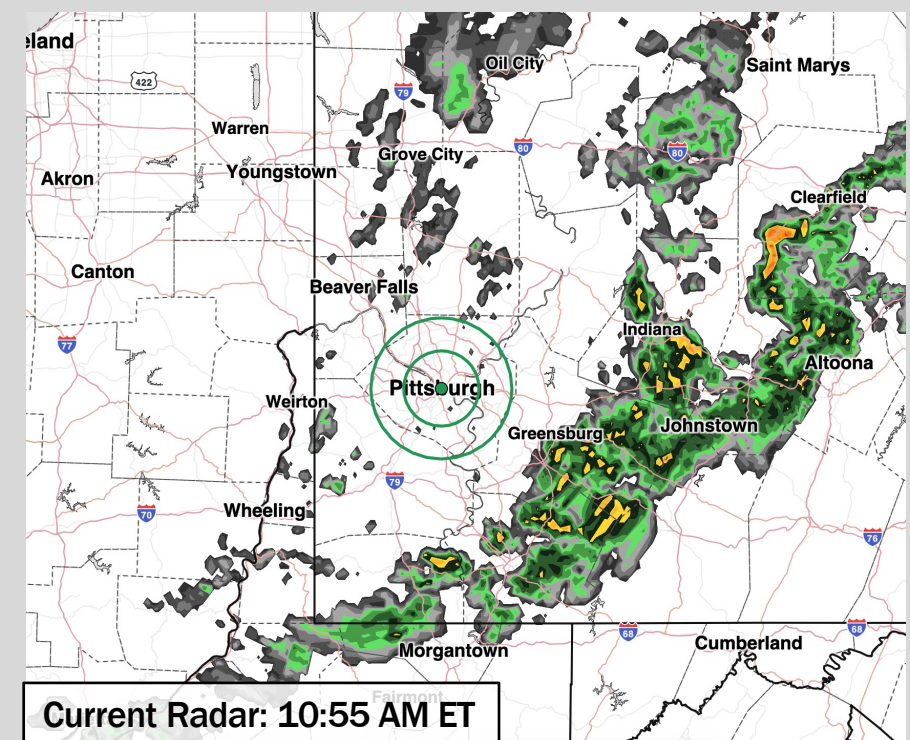 eland
Oil City
Saint Marys
422
79
Warren
Grove City
80
80
Akron
Youngstown
Clearfield
Canton
Beaver Falls
Indiana
77
Altoona
Pittsburgh
Weirton
Greensburg
Johnstown
79
Wheeling
70
76
68
68
Morgantown
Cumberland
Fairmont
Current Radar: 10:55 AM ET